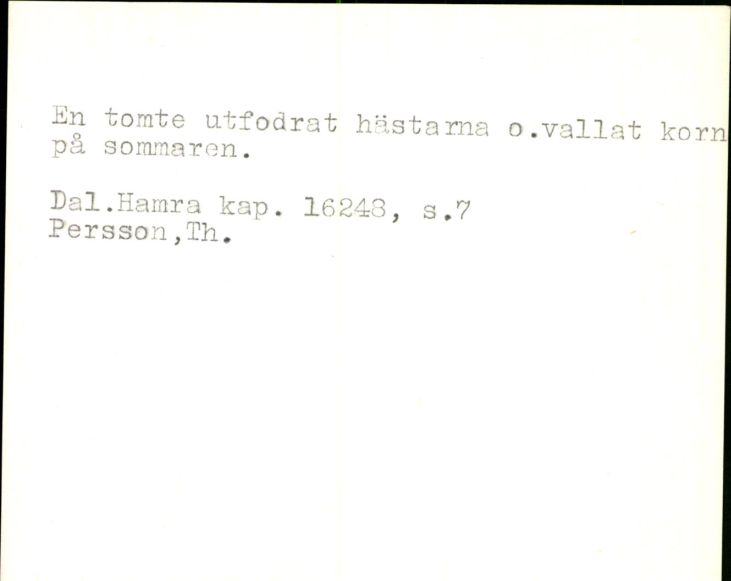 En tomte utfodrat hästarna o.vallat korn
på sommaren.
Dal.Hamra kap. 16248, s.7
Persson,Th.